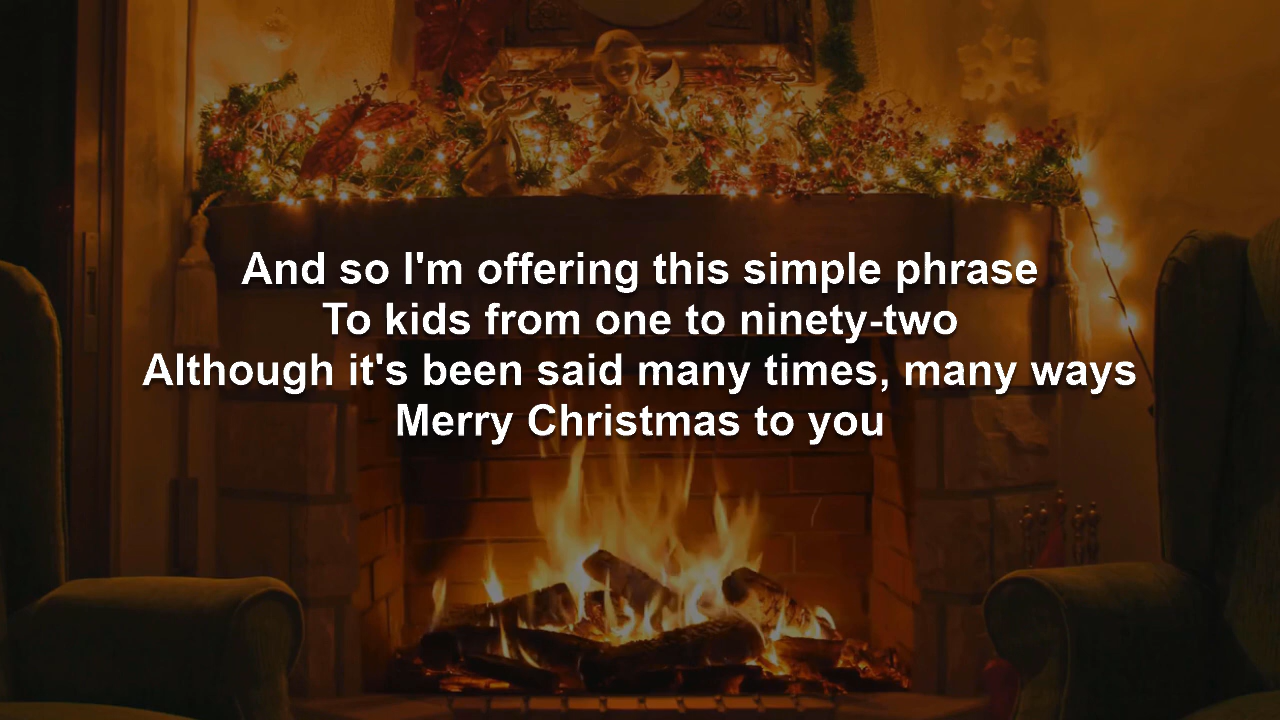 And so I'm offering this simple phrase
To kids from one to ninety-two
Although it's been said many times, many ways
Merry Christmas to you